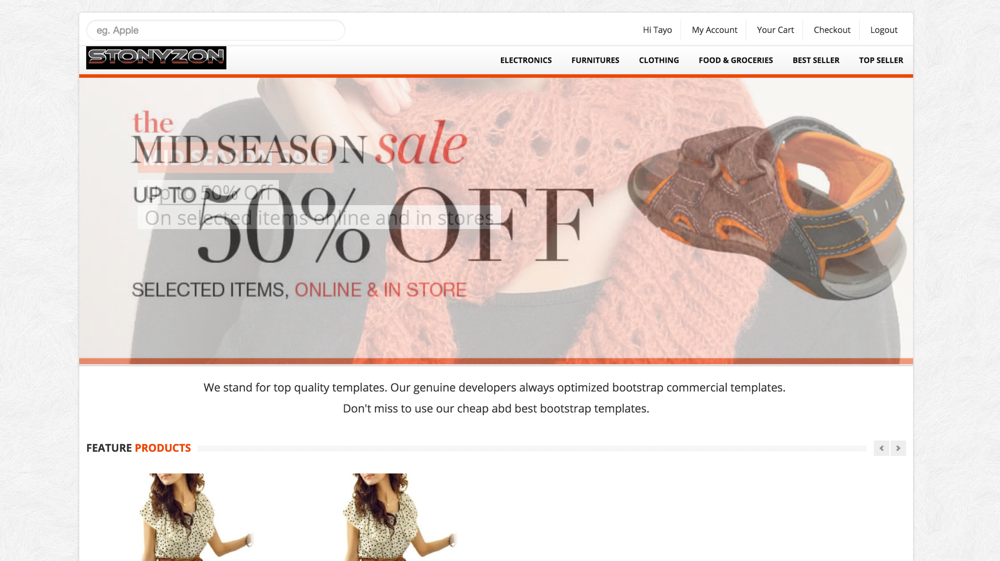 eg. Apple
Hi Tayo My Account Your Cart Checkout Logout
STONYZON
ELECTRONICS FURNITURES CLOTHING FOOD & GROCERIES BEST SELLER TOP SELLER
the
MID SEASON sale
MID SEASON SALE
UP TO 50% OFF
Up to 50% Off
On selected items online and in stores
SELECTED ITEMS, ONLINE & IN STORE
We stand for top quality templates. Our genuine developers always optimized bootstrap commercial templates.
Don't miss to use our cheap abd best bootstrap templates.
FEATURE PRODUCTS